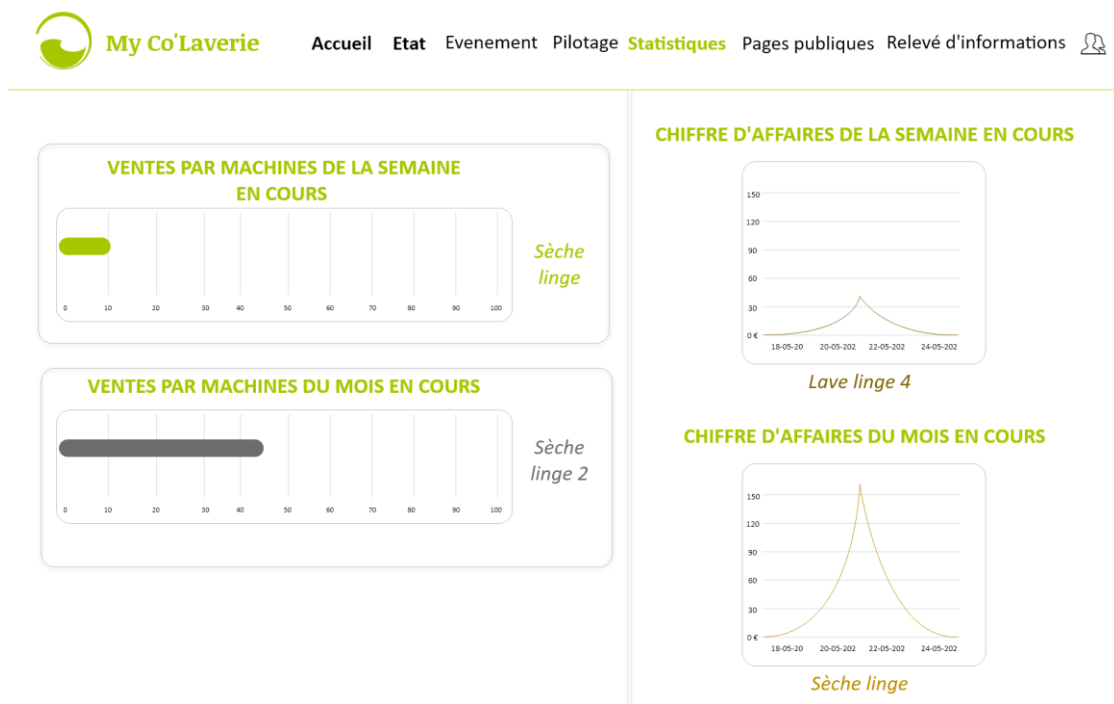 My Co'Laverie
Accueil Etat Evenement Pilotage Statistiques Pages publiques Relevé d'informations
VENTES PAR MACHINES DE LA SEMAINE
EN COURS
0 10 20 30 40 50 60 70 80 90 100
Sèche
linge
VENTES PAR MACHINES DU MOIS EN COURS
0 10 20 30 40 50 60 70 80 90 100
Sèche
linge 2
CHIFFRE D'AFFAIRES DE LA SEMAINE EN COURS
150
120
90
60
30
0 €
18-05-20 20-05-202 22-05-202 24-05-202
Lave linge 4
CHIFFRE D'AFFAIRES DU MOIS EN COURS
150
120
90
60
30
0 €
18-05-20 20-05-202 22-05-202 24-05-202
Sèche linge